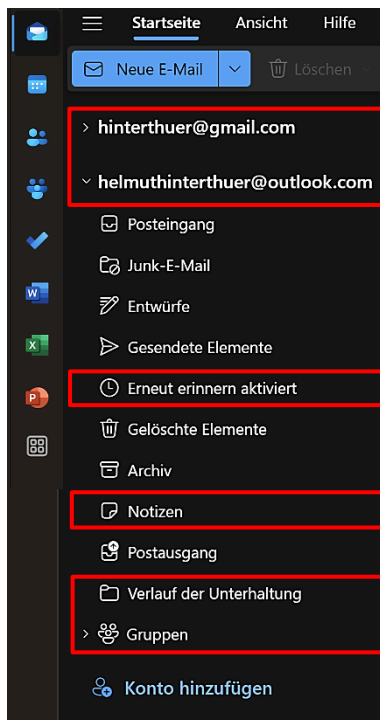 Startseite Ansicht Hilfe
Neue E-Mail Löschen
hinterthuer@gmail.com
helmuthinterthuer@outlook.com
Posteingang
Junk-E-Mail
Entwürfe
Gesendete Elemente
Erneut erinnern aktiviert
Gelöschte Elemente
Archiv
W
Notizen
X
Postausgang
P
Verlauf der Unterhaltung
Gruppen
Konto hinzufügen